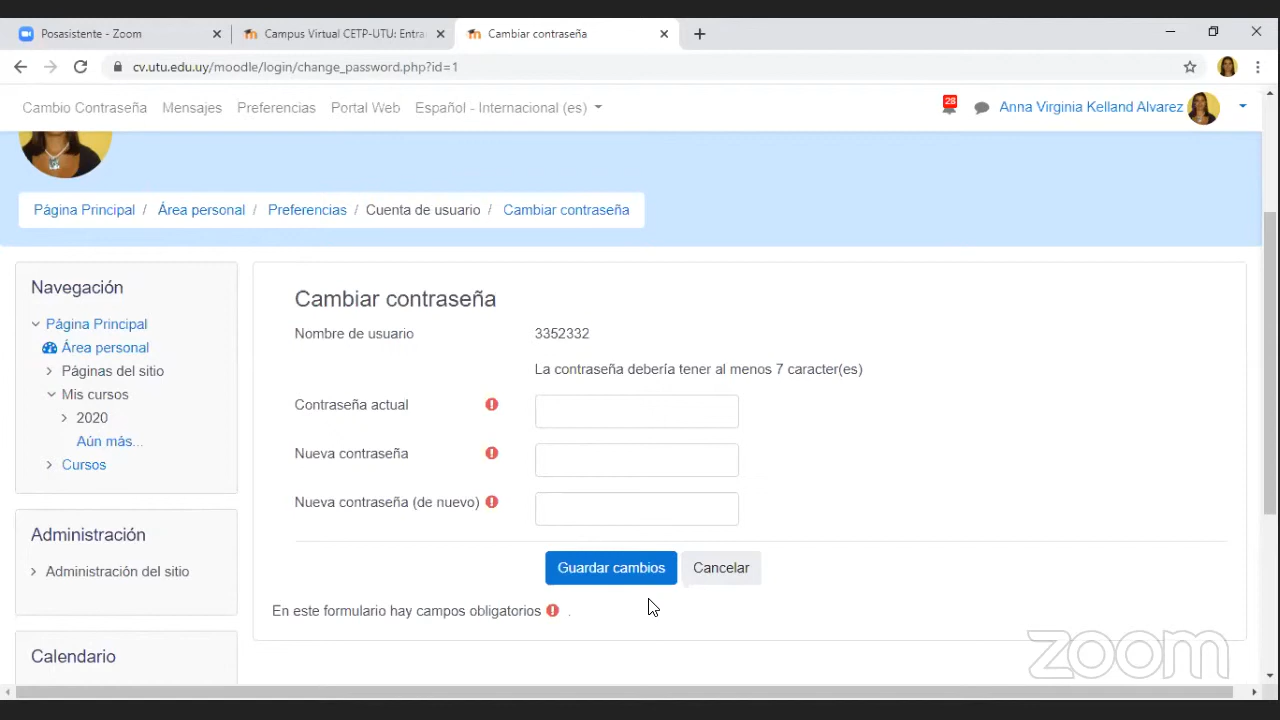 Posasistente - Zoom
Campus Virtual CETP-UTU: Entra
Cambiar contraseña
cv.utu.edu.uy/moodle/login/change_password.php?id=1
Cambio Contraseña Mensajes Preferencias Portal Web Español - Internacional (es)
28
Anna Virginia Kelland Alvarez
Página Principal / Área personal / Preferencias / Cuenta de usuario / Cambiar contraseña
Navegación
Página Principal
Área personal
Páginas del sitio
Mis cursos
2020
Aún más...
Cursos
Administración
Administración del sitio
Calendario
Cambiar contraseña
Nombre de usuario 3352332
La contraseña debería tener al menos 7 caracter(es)
Contraseña actual
Nueva contraseña
Nueva contraseña (de nuevo)
Guardar cambios Cancelar
En este formulario hay campos obligatorios .
zoom